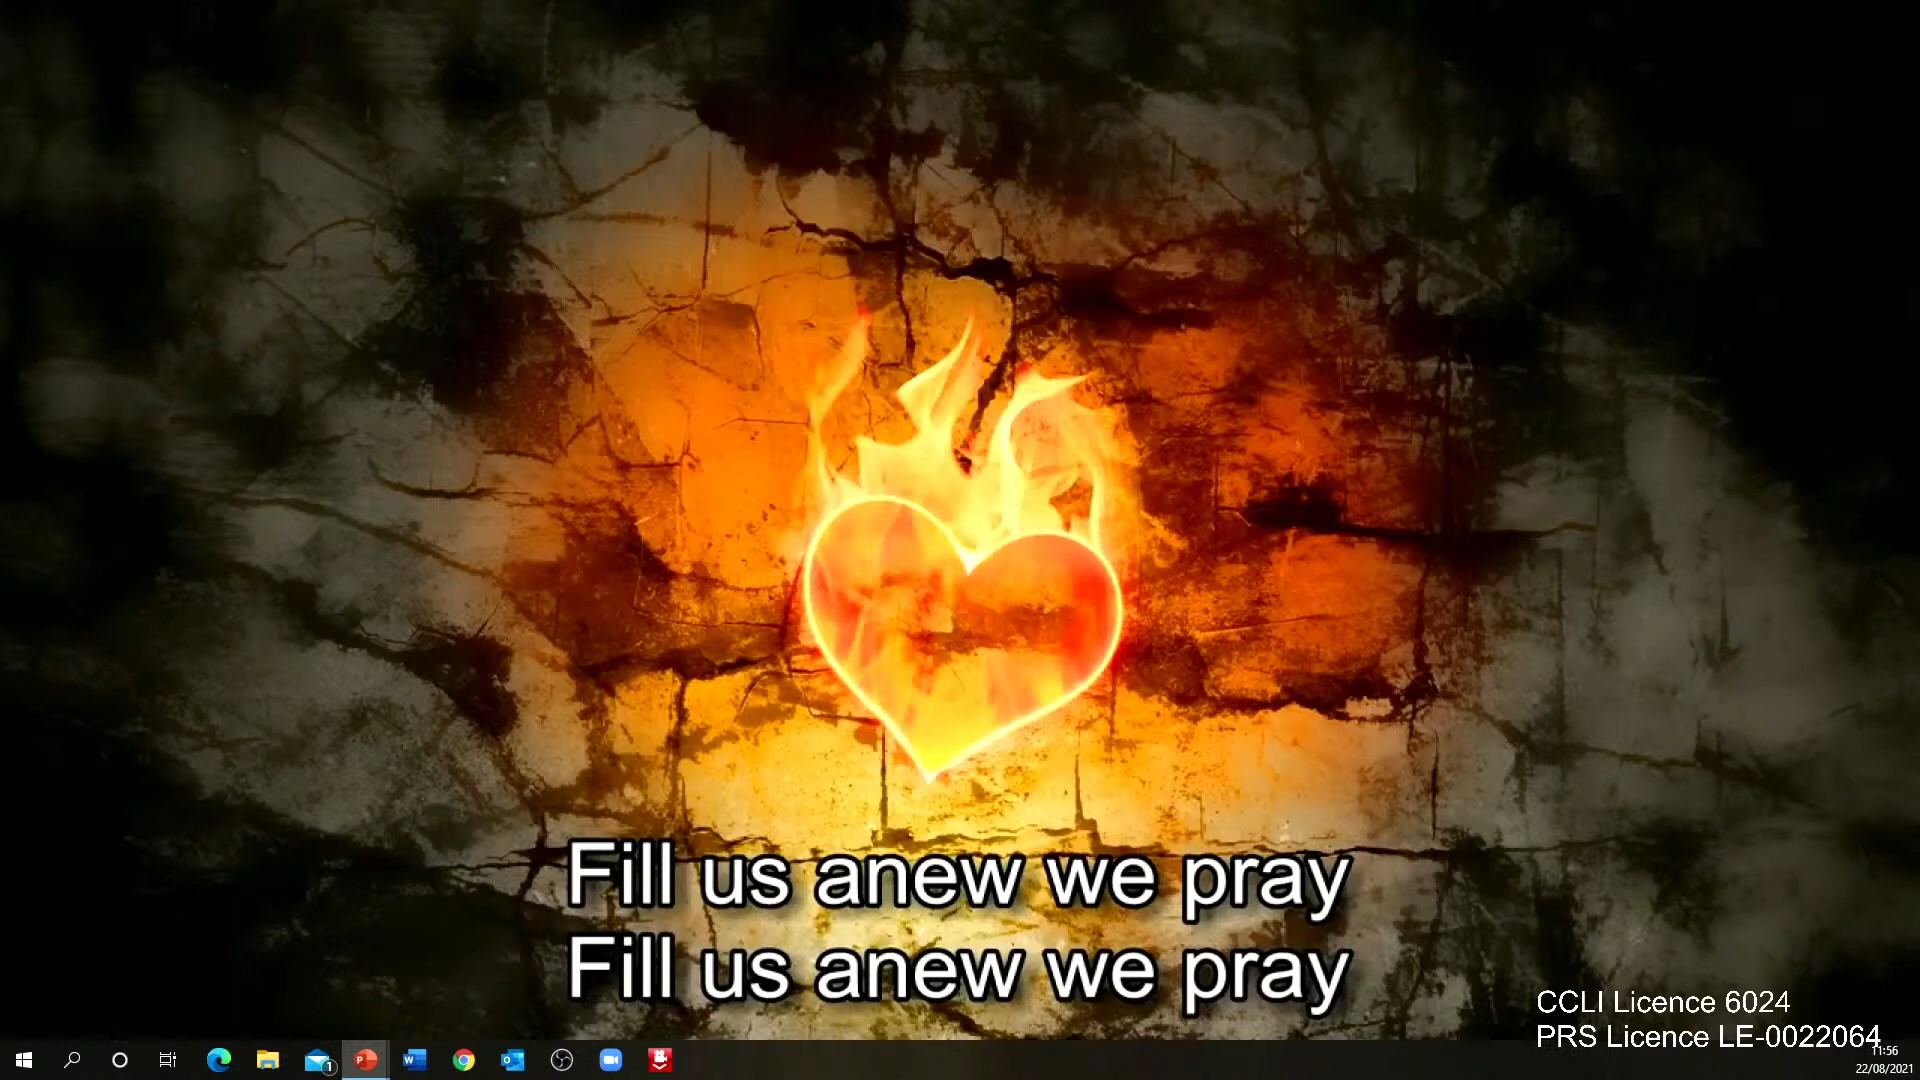 Fill us anew we pray
Fill us anew we pray
CCLI Licence 6024
PRS Licence LE-0022064
11:56
22/08/2021
1
P
W
O